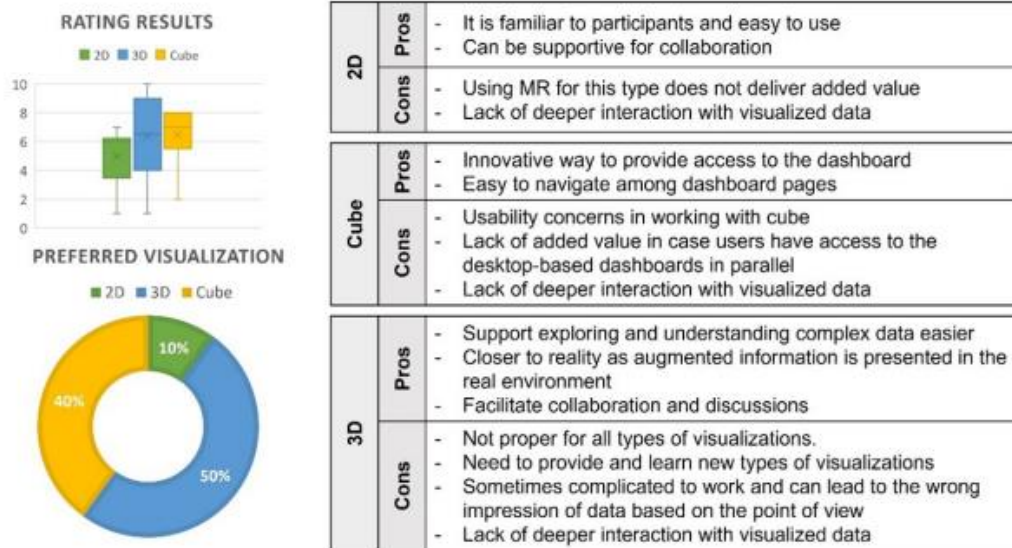 RATING RESULTS
2D 3D Cube
10
8
6
4
2
0
PREFERRED VISUALIZATION
2D 3D Cube
10%
40%
50%
2D
Pros
- It is familiar to participants and easy to use
- Can be supportive for collaboration
Cons
- Using MR for this type does not deliver added value
- Lack of deeper interaction with visualized data
Cube
Pros
- Innovative way to provide access to the dashboard
- Easy to navigate among dashboard pages
Cons
- Usability concerns in working with cube
- Lack of added value in case users have access to the
desktop-based dashboards in parallel
- Lack of deeper interaction with visualized data
3D
Pros
- Support exploring and understanding complex data easier
- Closer to reality as augmented information is presented in the
real environment
- Facilitate collaboration and discussions
Cons
- Not proper for all types of visualizations.
- Need to provide and learn new types of visualizations
- Sometimes complicated to work and can lead to the wrong
impression of data based on the point of view
- Lack of deeper interaction with visualized data